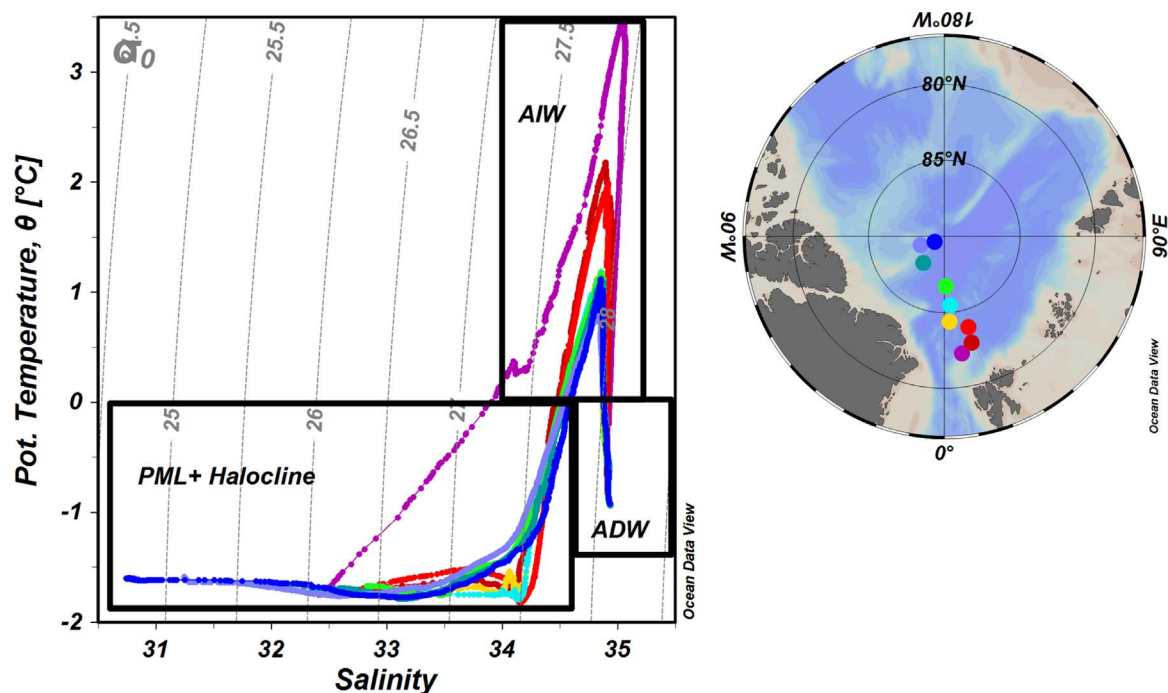 σ0
25.5
26.5
27.5
28
25
26
27
AIW
PML+ Halocline
ADW
3
2
1
0
-1
-2
31
32
33
34
35
Pot. Temperature, θ [°C]
Salinity
Ocean Data View
180°W
80°N
85°N
90°W
90°E
0°
Ocean Data View